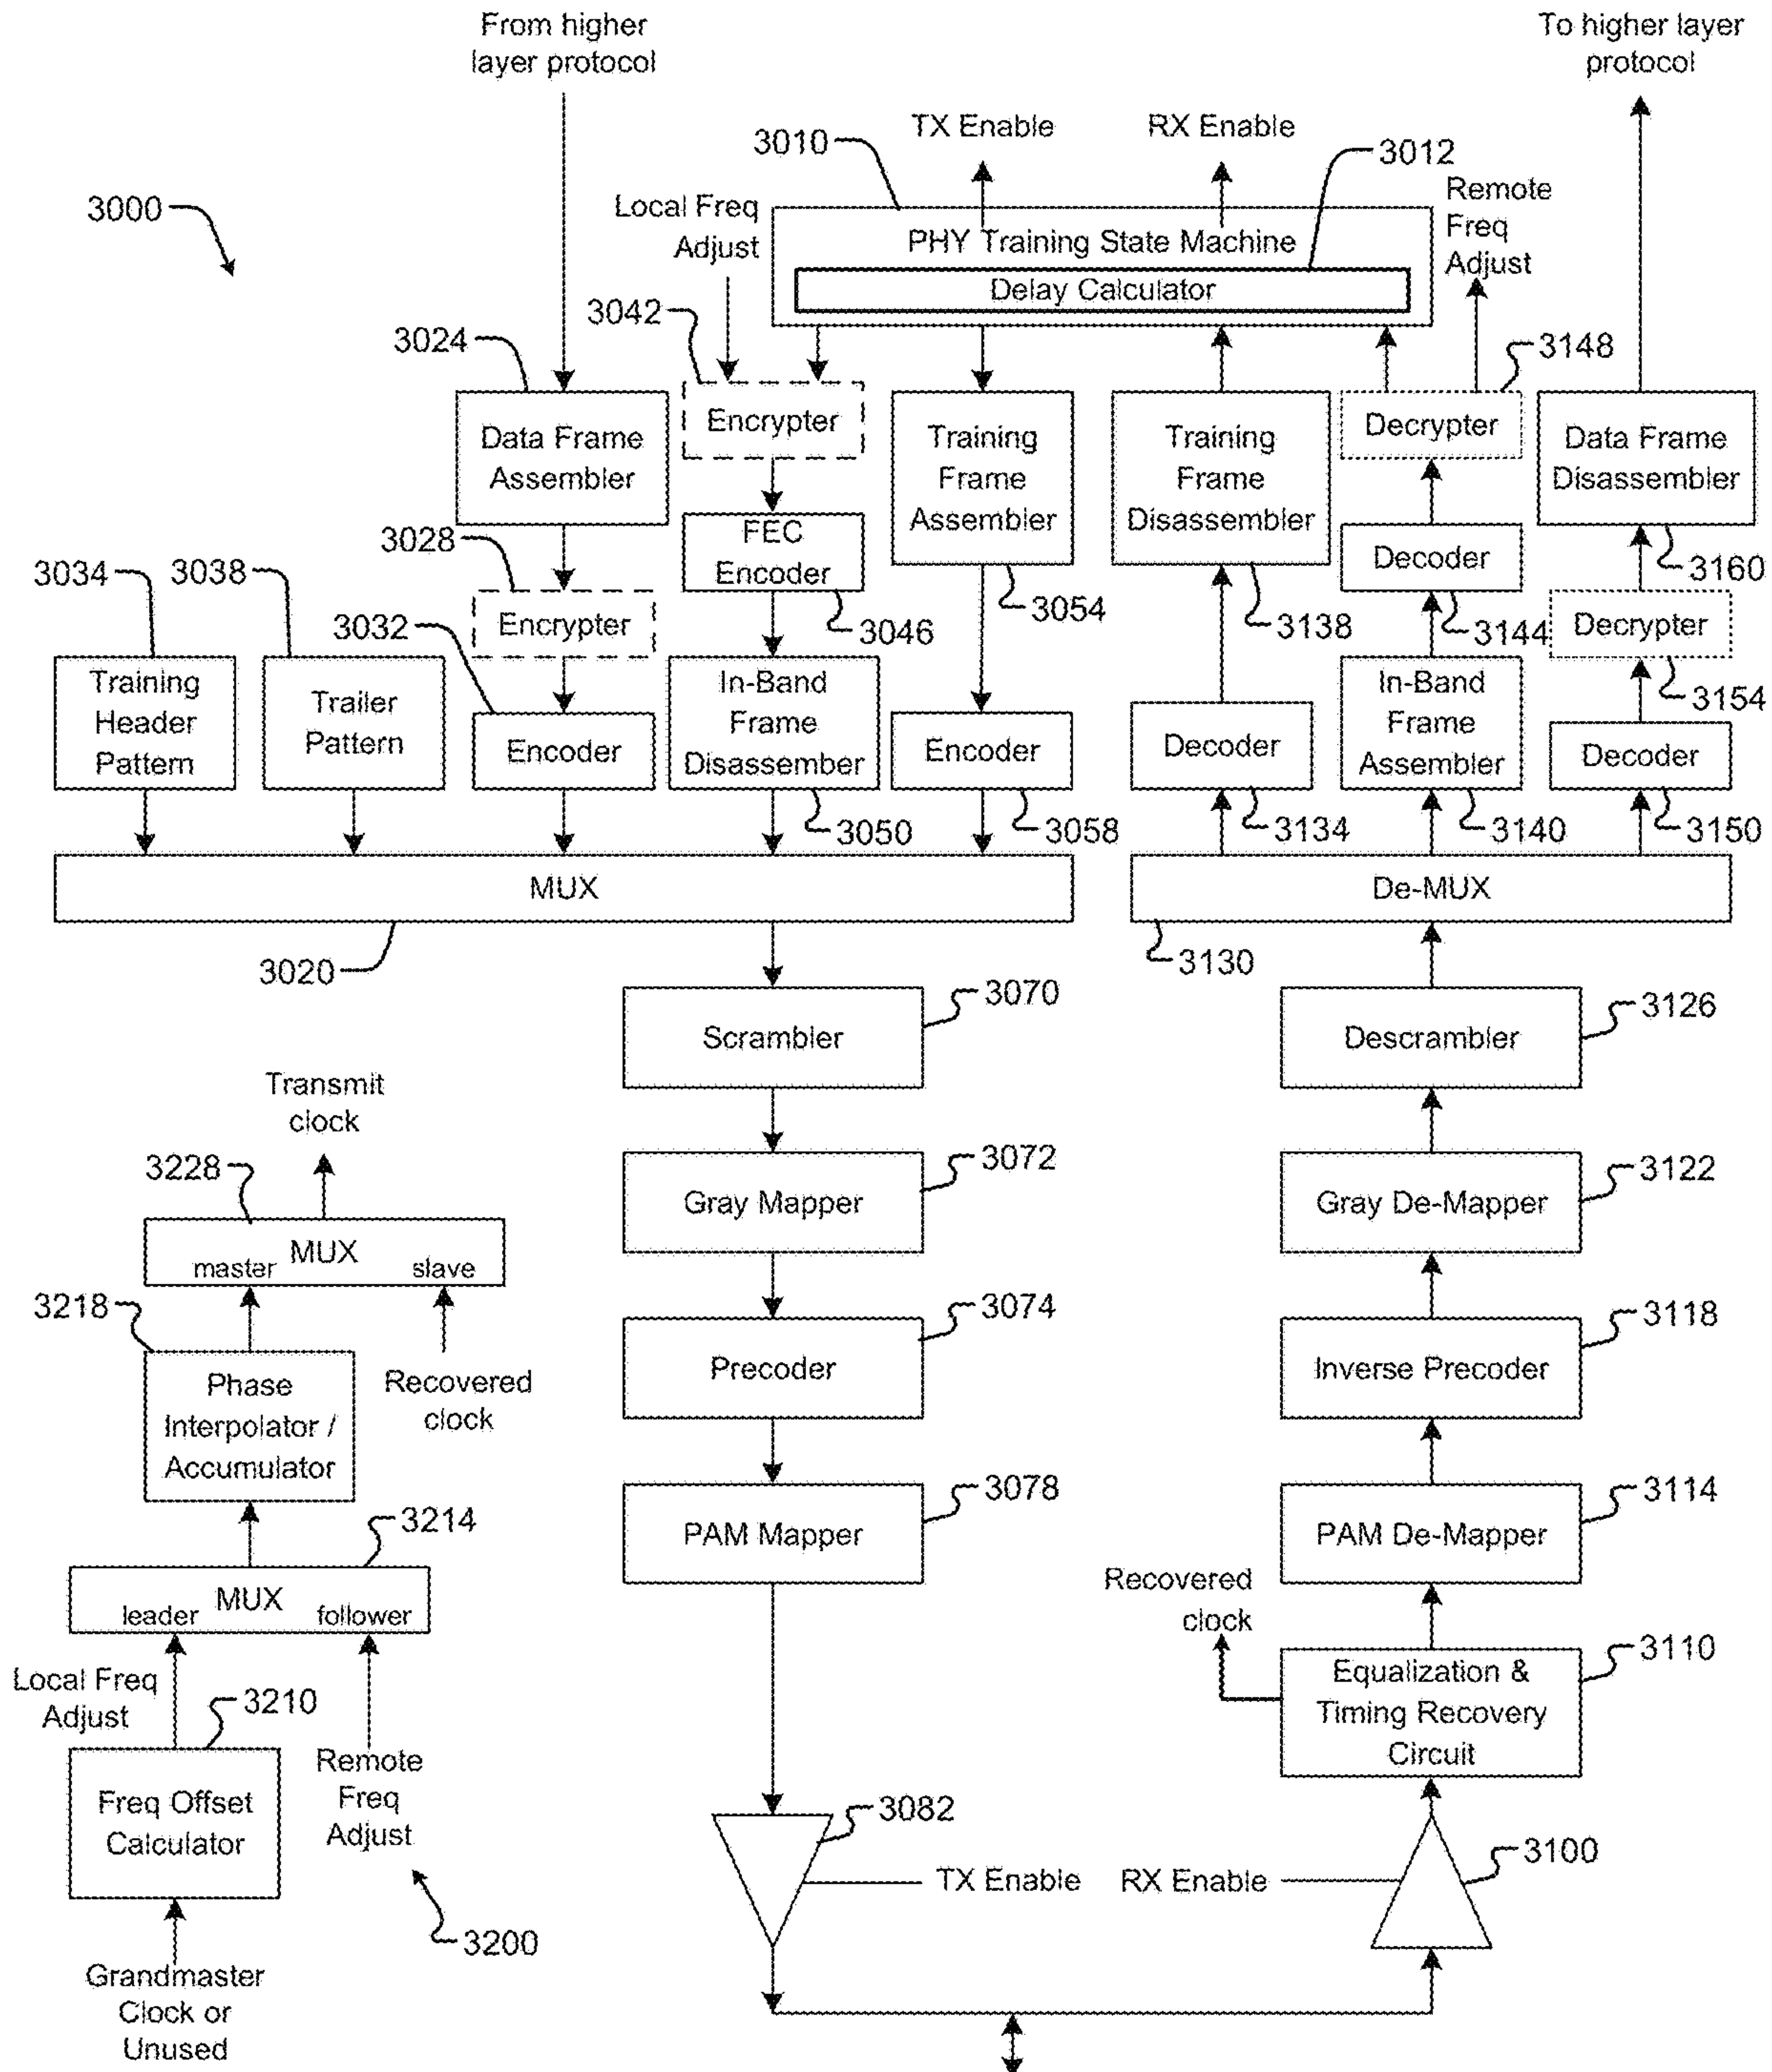 From higher
layer protocol
To higher layer
protocol
TX Enable
RX Enable
3010
3012
3000
Local Freq
Adjust
PHY Training State Machine
Delay Calculator
Remote
Freq
Adjust
3042
3024
3148
Data Frame
Assembler
Encrypter
Training
Frame
Assembler
Training
Frame
Disassembler
Decrypter
Data Frame
Disassembler
3028
FEC
Encoder
Decoder
3034
3038
3054
3160
3032
Encrypter
3046
3138
3144
Decrypter
Training
Header
Pattern
Trailer
Pattern
Encoder
In-Band
Frame
Disassember
Encoder
Decoder
In-Band
Frame
Assembler
3154
Decoder
3050
3058
3134
3140
3150
MUX
De-MUX
3020
3130
Scrambler
3070
Descrambler
3126
Transmit
clock
3228
Gray Mapper
3072
Gray De-Mapper
3122
MUX
master
slave
3218
Precoder
3074
Inverse Precoder
3118
Phase
Interpolator /
Accumulator
Recovered
clock
PAM Mapper
3078
PAM De-Mapper
3114
3214
MUX
leader
follower
Recovered
clock
Local Freq
Adjust
3210
Equalization &
Timing Recovery
Circuit
3110
Freq Offset
Calculator
Remote
Freq
Adjust
3082
3100
TX Enable
RX Enable
3200
Grandmaster
Clock or
Unused